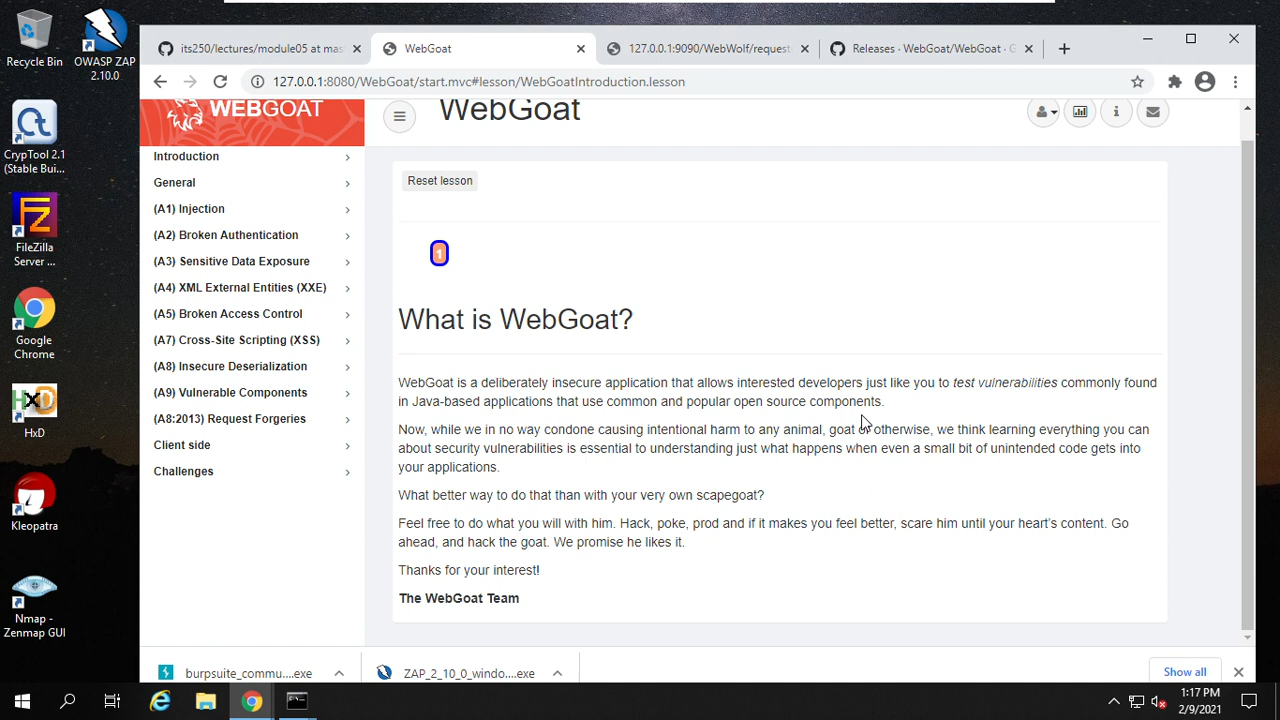 Recycle Bin
OWASP ZAP
2.10.0
CrypTool 2.1
(Stable Bui...
FileZilla
Server ...
Google
Chrome
HxD
Kleopatra
Nmap -
Zenmap GUI
its250/lectures/module05 at mas
WebGoat
127.0.0.1:9090/WebWolf/request
Releases · WebGoat/WebGoat · G
127.0.0.1:8080/WebGoat/start.mvc#lesson/WebGoatIntroduction.lesson
WEBGOAT
WebGoat
Introduction
General
(A1) Injection
(A2) Broken Authentication
(A3) Sensitive Data Exposure
(A4) XML External Entities (XXE)
(A5) Broken Access Control
(A7) Cross-Site Scripting (XSS)
(A8) Insecure Deserialization
(A9) Vulnerable Components
(A8:2013) Request Forgeries
Client side
Challenges
Reset lesson
1
What is WebGoat?
WebGoat is a deliberately insecure application that allows interested developers just like you to test vulnerabilities commonly found
in Java-based applications that use common and popular open source components.
Now, while we in no way condone causing intentional harm to any animal, goat or otherwise, we think learning everything you can
about security vulnerabilities is essential to understanding just what happens when even a small bit of unintended code gets into
your applications.
What better way to do that than with your very own scapegoat?
Feel free to do what you will with him. Hack, poke, prod and if it makes you feel better, scare him until your heart's content. Go
ahead, and hack the goat. We promise he likes it.
Thanks for your interest!
The WebGoat Team
burpsuite_commu....exe
ZAP_2_10_0_windo....exe
Show all
1:17 PM
2/9/2021